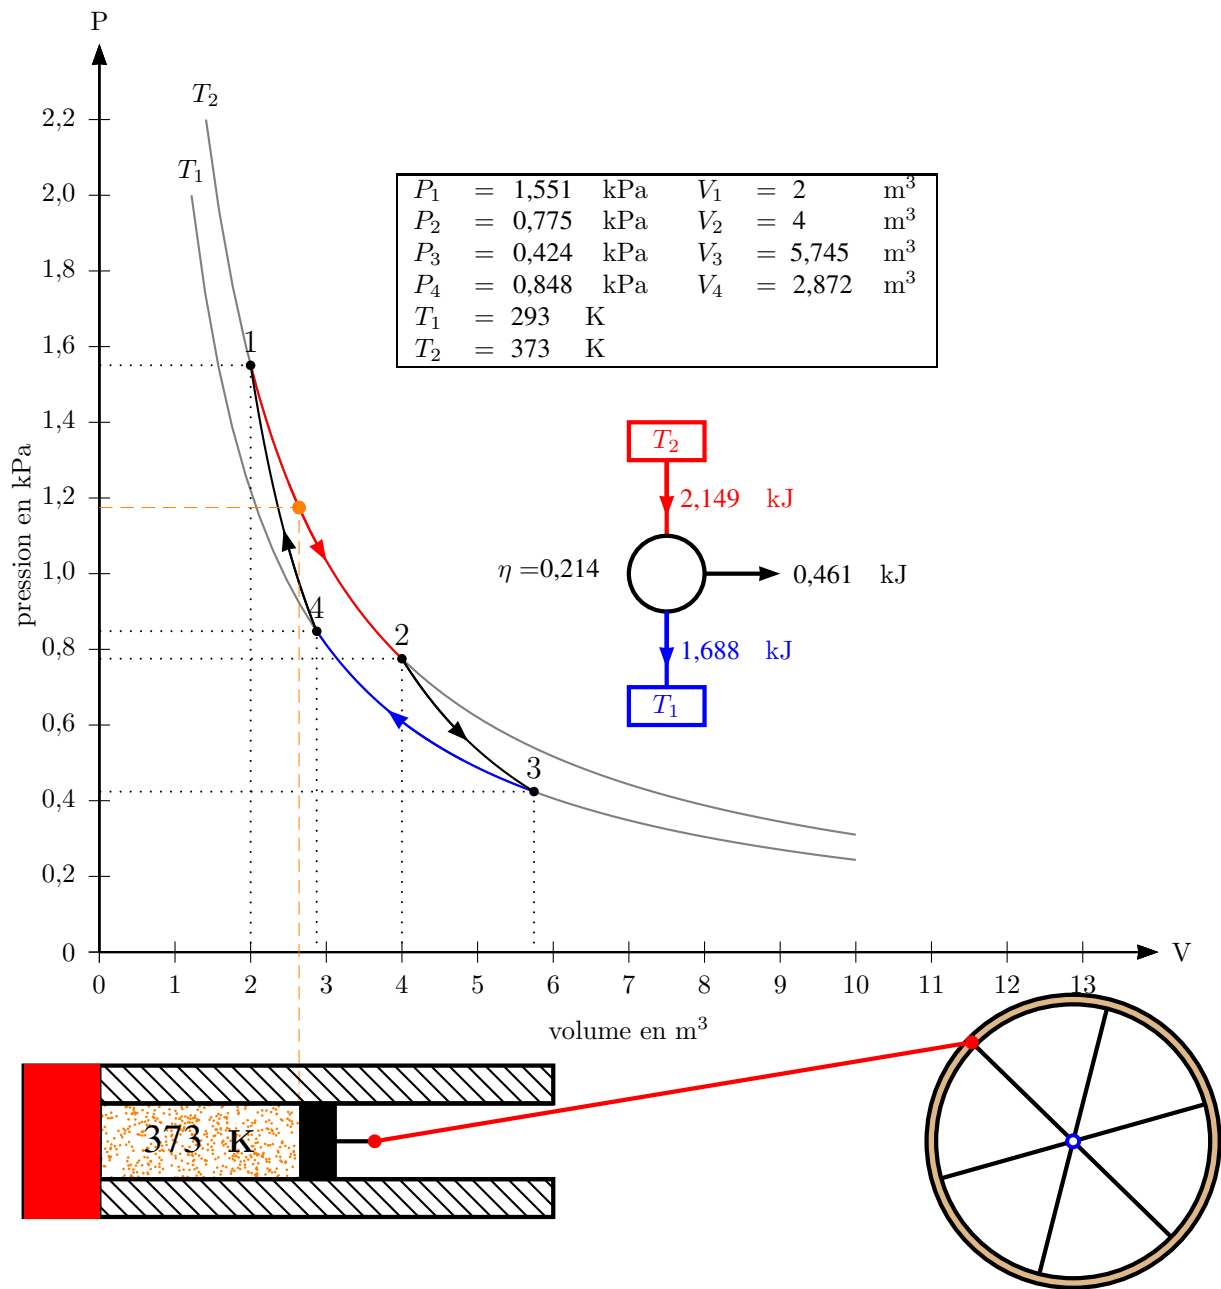 P
T₂
T₁
2,2
2,0
1,8
1,6
1,4
1,2
1,0
0,8
0,6
0,4
0,2
0
pression en kPa
P₁ = 1,551 kPa V₁ = 2 m³
P₂ = 0,775 kPa V₂ = 4 m³
P₃ = 0,424 kPa V₃ = 5,745 m³
P₄ = 0,848 kPa V₄ = 2,872 m³
T₁ = 293 K
T₂ = 373 K
1
4
2
3
T₂
2,149 kJ
η =0,214
0,461 kJ
1,688 kJ
T₁
V
0 1 2 3 4 5 6 7 8 9 10 11 12 13
volume en m³
373 K